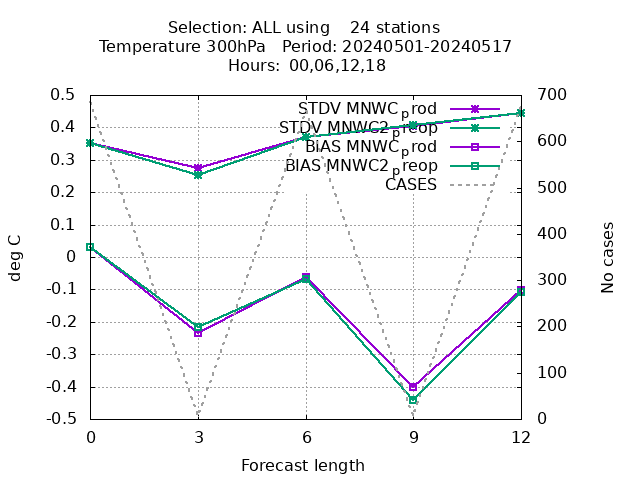 Selection: ALL using    24 stations
Temperature 300hPa   Period: 20240501-20240517
Hours: 00,06,12,18
STDV MNWC_prod
STDV MNWC2_preop
BIAS MNWC_prod
BIAS MNWC2_preop
CASES
0.5
0.4
0.3
0.2
0.1
0
-0.1
-0.2
-0.3
-0.4
-0.5
deg C
700
600
500
400
300
200
100
0
No cases
0 3 6 9 12
Forecast length